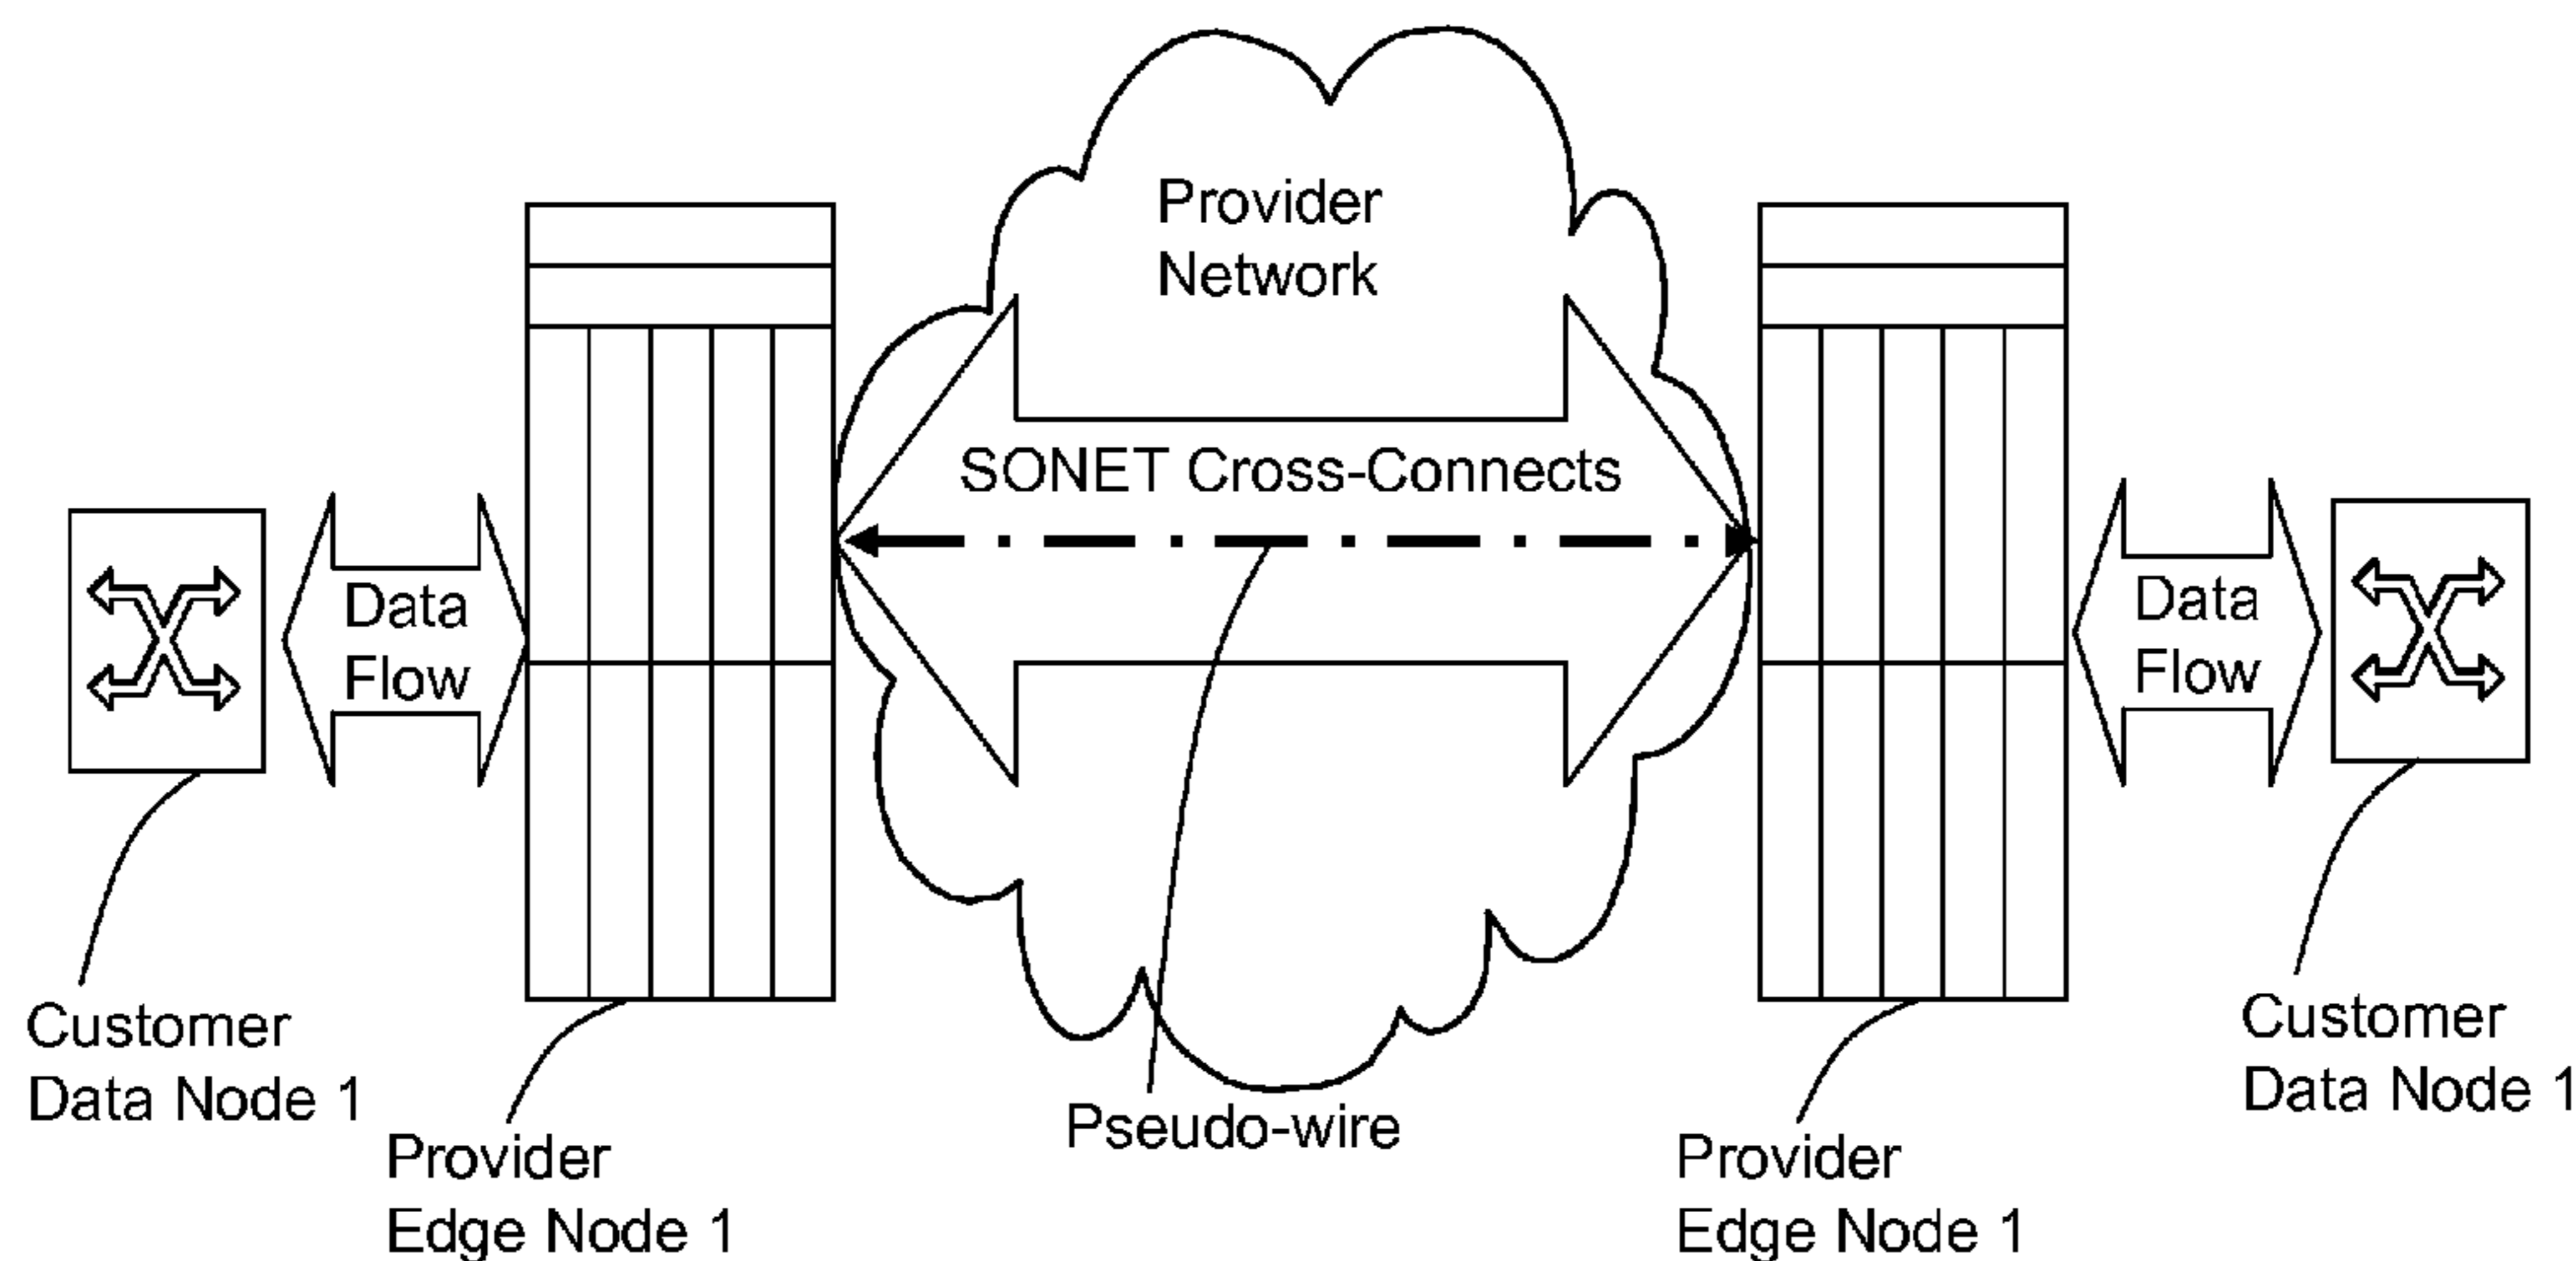 Provider
Network
SONET Cross-Connects
Data
Flow
Data
Flow
Customer
Data Node 1
Provider
Edge Node 1
Pseudo-wire
Provider
Edge Node 1
Customer
Data Node 1